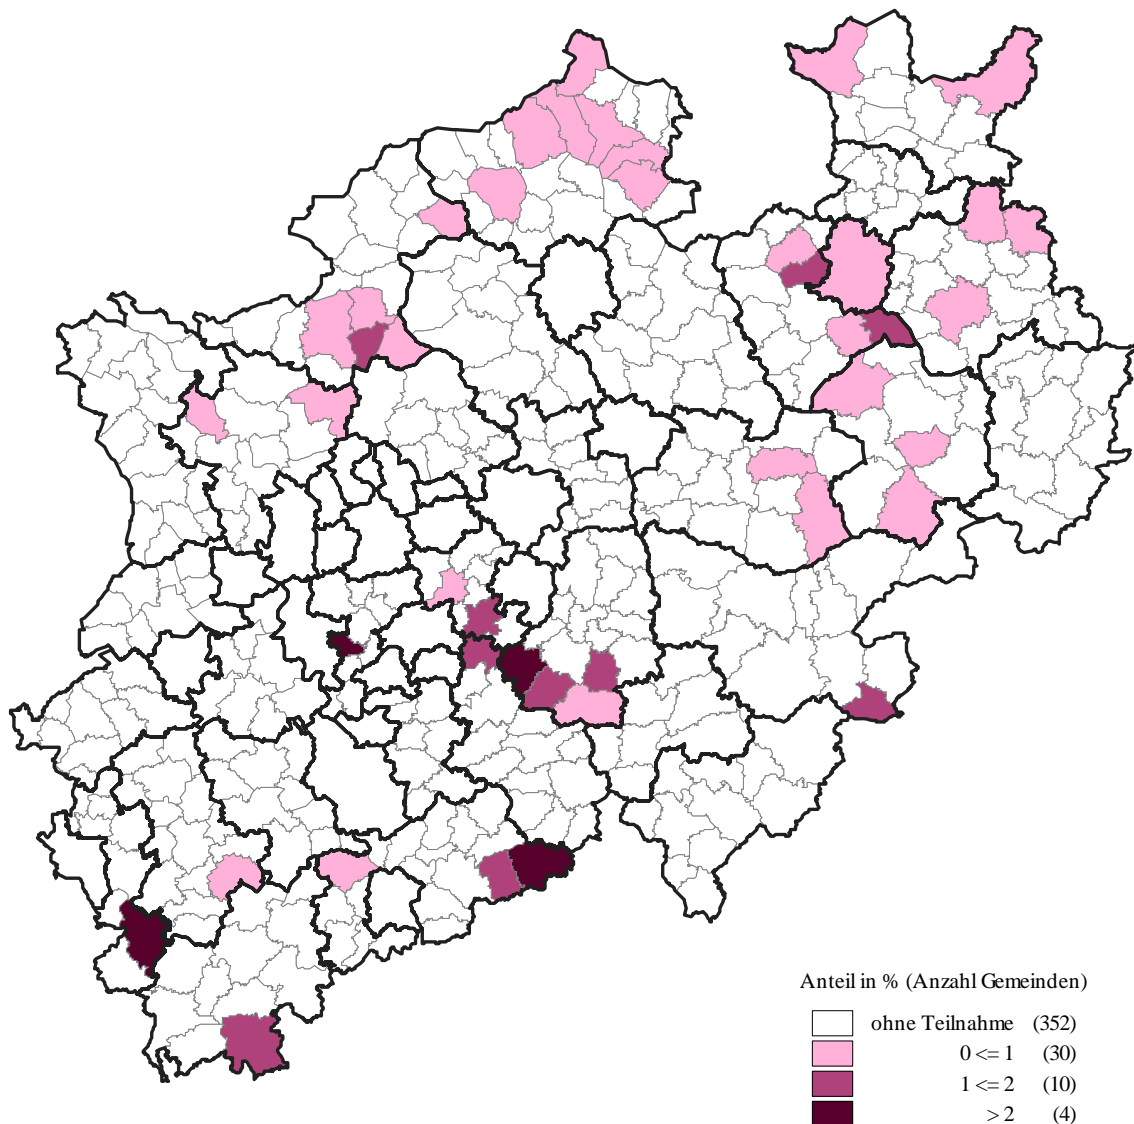 Anteil in % (Anzahl Gemeinden)
ohne Teilnahme (352)
0 <= 1 (30)
1 <= 2 (10)
> 2 (4)